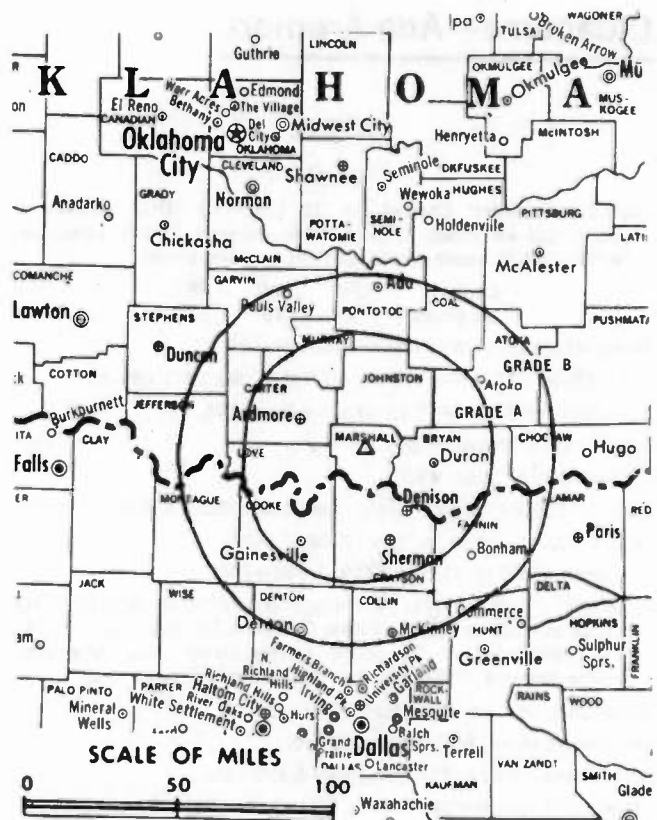 Ipa
WAGONER
TULSA
Broken Arrow
Guthrie
LINCOLN
OKMULGEE
Okmulgee
Mü
K L A H O M A
Edmond
Warr Acres
The Village
Bethany
El Reno
CANADIAN
MUS-
KOGEE
Del
City
Midwest City
Oklahoma
City
OKLAHOMA
Henryetta
McINTOSH
CADDO
CLEVELAND
Shawnee
Seminole
OKFUSKEE
HUGHES
Wewoka
Anadarko
GRADY
Norman
POTTA-
WATOMIE
SEMI-
NOLE
Holdenville
PITTSBURG
Chickasha
McCLAIN
LATI
COMANCHE
GARVIN
Ada
McAlester
Pauls Valley
PONTOTOC
COAL
Lawton
STEPHENS
PUSHMATA
MURRAY
ATOKA
Duncan
GRADE B
COTTON
CARTER
JOHNSTON
Atoka
JEFFERSON
Ardmore
GRADE A
Burkburnett
ITA
CLAY
MARSHALL
BRYAN
CHOCTAW
LOVE
Hugo
Falls
Duran
MONTAGUE
COOKE
Denison
LAMAR
ER
RED
FANNIN
Paris
Gainesville
Sherman
Bonham
GRAYSON
JACK
WISE
DENTON
COLLIN
DELTA
Commerce
HOPKINS
am
Denton
McKinney
HUNT
Greenville
Sulphur
Sprs.
FRANKLIN
Farmers Branch
Richardson
N.
Richland
Hills
Highland Pk
University Pk
Garland
Richland Hills
Irving
ROCK-
WALL
RAINS
WOOD
PALO PINTO
PARKER
Haltom City
River Oaks
Hurst
Mesquite
Mineral
Wells
White Settlement
Grand
Prairie
Dallas
Balch
Sprs.
Terrell
SCALE OF MILES
DALLAS
Lancaster
VAN ZANDT
SMITH
0 50 100
KAUFMAN
Glade
Waxahachie